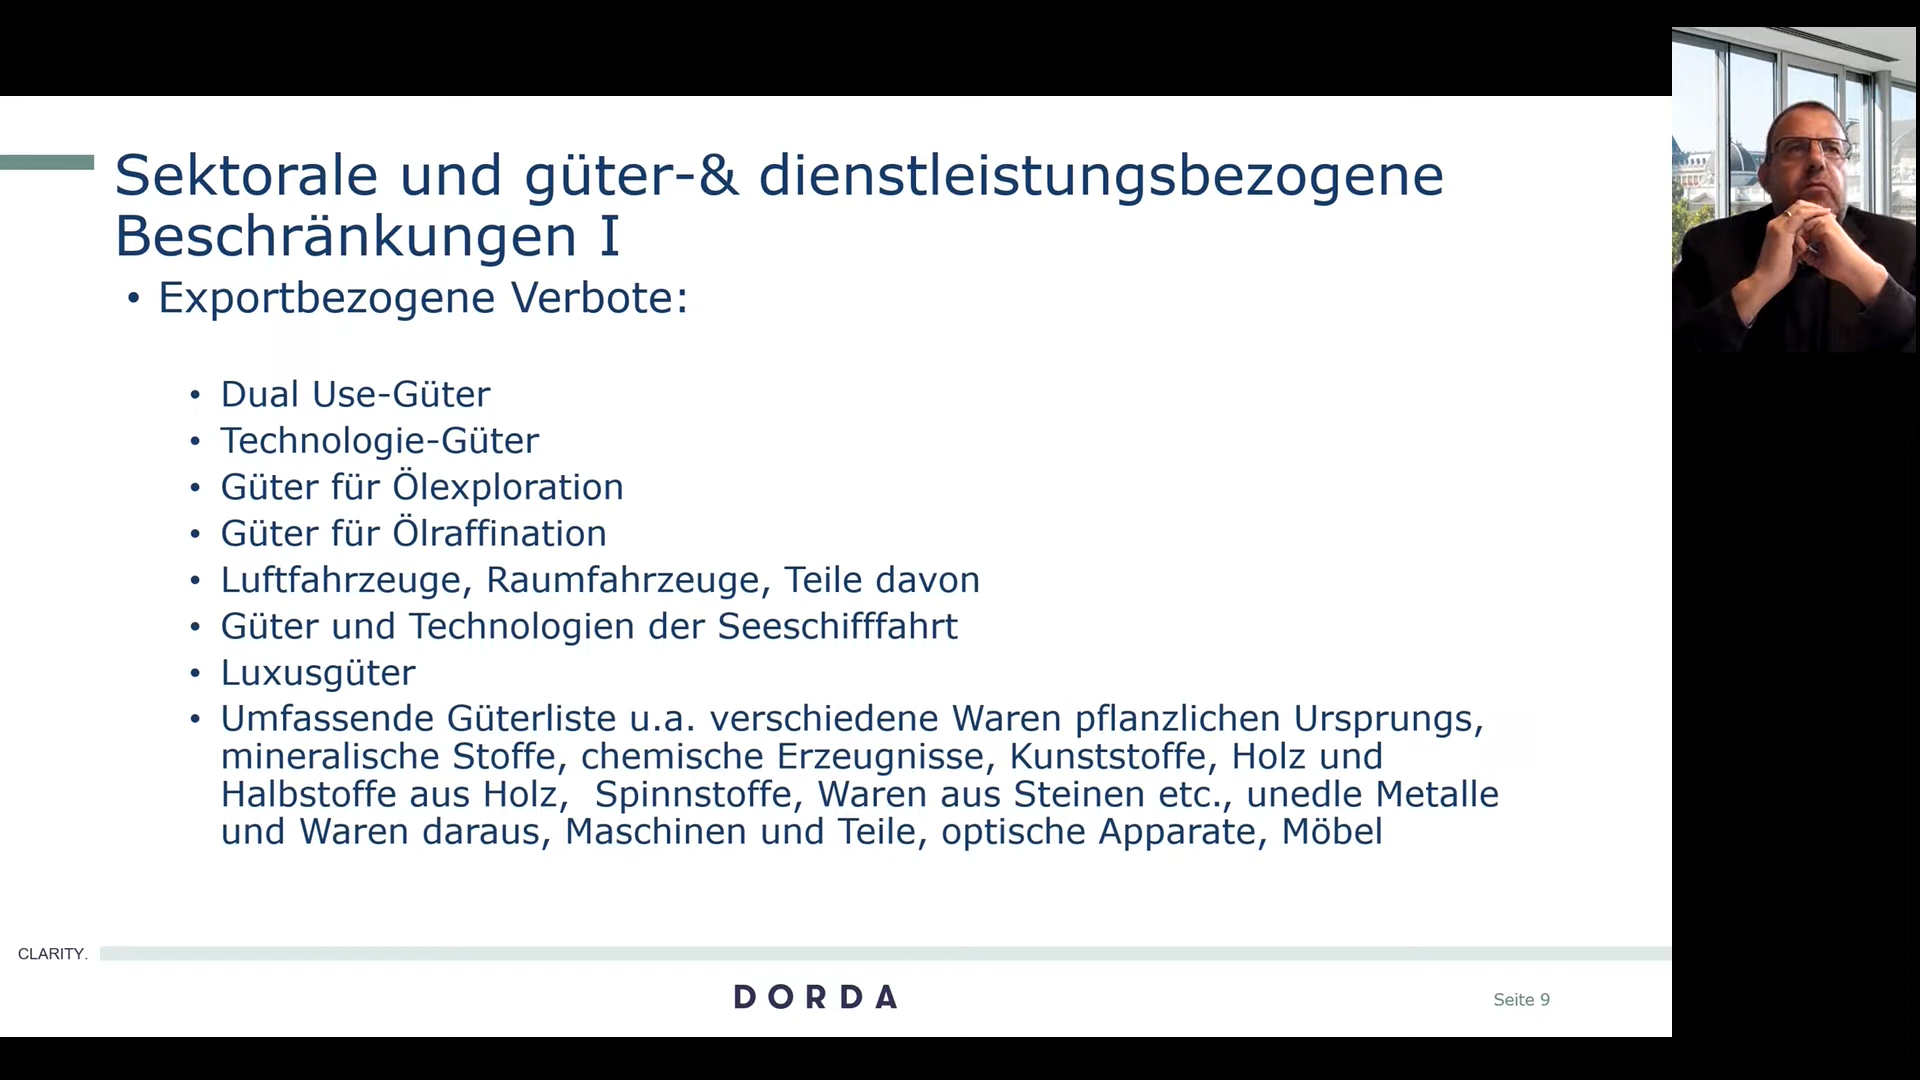 Sektorale und güter-& dienstleistungsbezogene
Beschränkungen I
• Exportbezogene Verbote:
• Dual Use-Güter
• Technologie-Güter
• Güter für Ölexploration
• Güter für Ölraffination
• Luftfahrzeuge, Raumfahrzeuge, Teile davon
• Güter und Technologien der Seeschifffahrt
• Luxusgüter
• Umfassende Güterliste u.a. verschiedene Waren pflanzlichen Ursprungs,
mineralische Stoffe, chemische Erzeugnisse, Kunststoffe, Holz und
Halbstoffe aus Holz,  Spinnstoffe, Waren aus Steinen etc., unedle Metalle
und Waren daraus, Maschinen und Teile, optische Apparate, Möbel
CLARITY.
DORDA
Seite 9